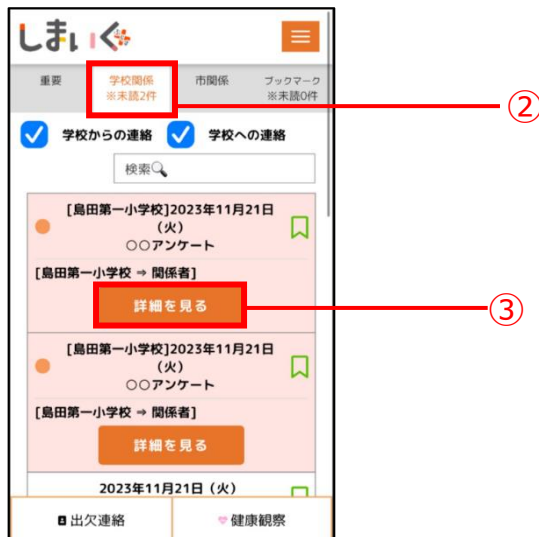 しまいく
重要
学校関係
※未読2件
市関係
ブックマーク
※未読0件
②
学校からの連絡
学校への連絡
検索
[島田第一小学校]2023年11月21日
(火)
○○アンケート
[島田第一小学校 ⇒ 関係者]
詳細を見る
③
[島田第一小学校]2023年11月21日
(火)
○○アンケート
[島田第一小学校 ⇒ 関係者]
詳細を見る
2023年11月21日（火）
出欠連絡
健康観察